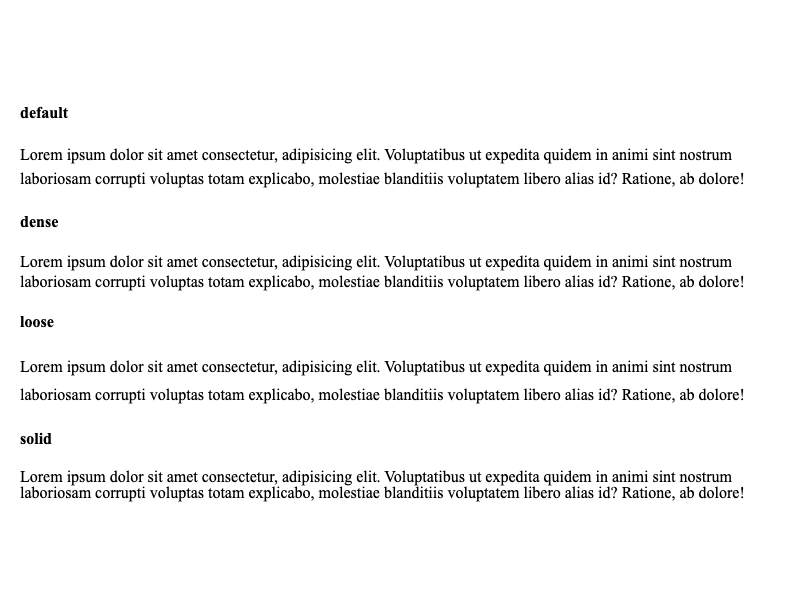 default
Lorem ipsum dolor sit amet consectetur, adipisicing elit. Voluptatibus ut expedita quidem in animi sint nostrum
laboriosam corrupti voluptas totam explicabo, molestiae blanditiis voluptatem libero alias id? Ratione, ab dolore!
dense
Lorem ipsum dolor sit amet consectetur, adipisicing elit. Voluptatibus ut expedita quidem in animi sint nostrum
laboriosam corrupti voluptas totam explicabo, molestiae blanditiis voluptatem libero alias id? Ratione, ab dolore!
loose
Lorem ipsum dolor sit amet consectetur, adipisicing elit. Voluptatibus ut expedita quidem in animi sint nostrum
laboriosam corrupti voluptas totam explicabo, molestiae blanditiis voluptatem libero alias id? Ratione, ab dolore!
solid
Lorem ipsum dolor sit amet consectetur, adipisicing elit. Voluptatibus ut expedita quidem in animi sint nostrum
laboriosam corrupti voluptas totam explicabo, molestiae blanditiis voluptatem libero alias id? Ratione, ab dolore!